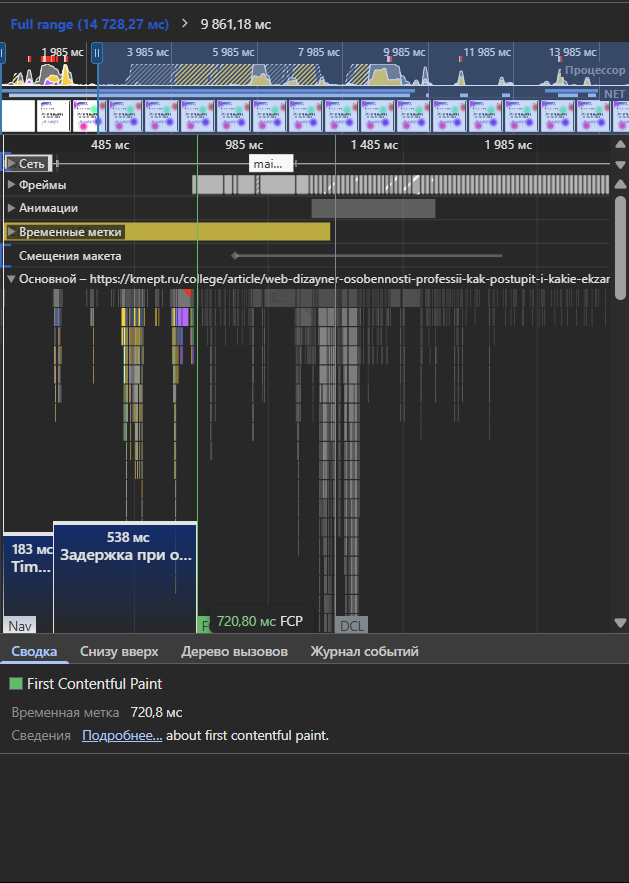 Full range (14 728,27 мс) > 9 861,18 мс
1 985 мс 3 985 мс 5 985 мс 7 985 мс 9 985 мс 11 985 мс 13 985 мс
Процессор
NET
485 мс 985 мс 1 485 мс 1 985 мс
Сеть
mai...
Фреймы
Анимации
Временные метки
Смещения макета
Основной – https://kmept.ru/college/article/web-dizayner-osobennosti-professii-kak-postupit-i-kakie-ekzar
183 мс
Tim...
538 мс
Задержка при о...
Nav
F
720,80 мс FCP
DCL
Сводка Снизу вверх Дерево вызовов Журнал событий
First Contentful Paint
Временная метка 720,8 мс
Сведения Подробнее... about first contentful paint.